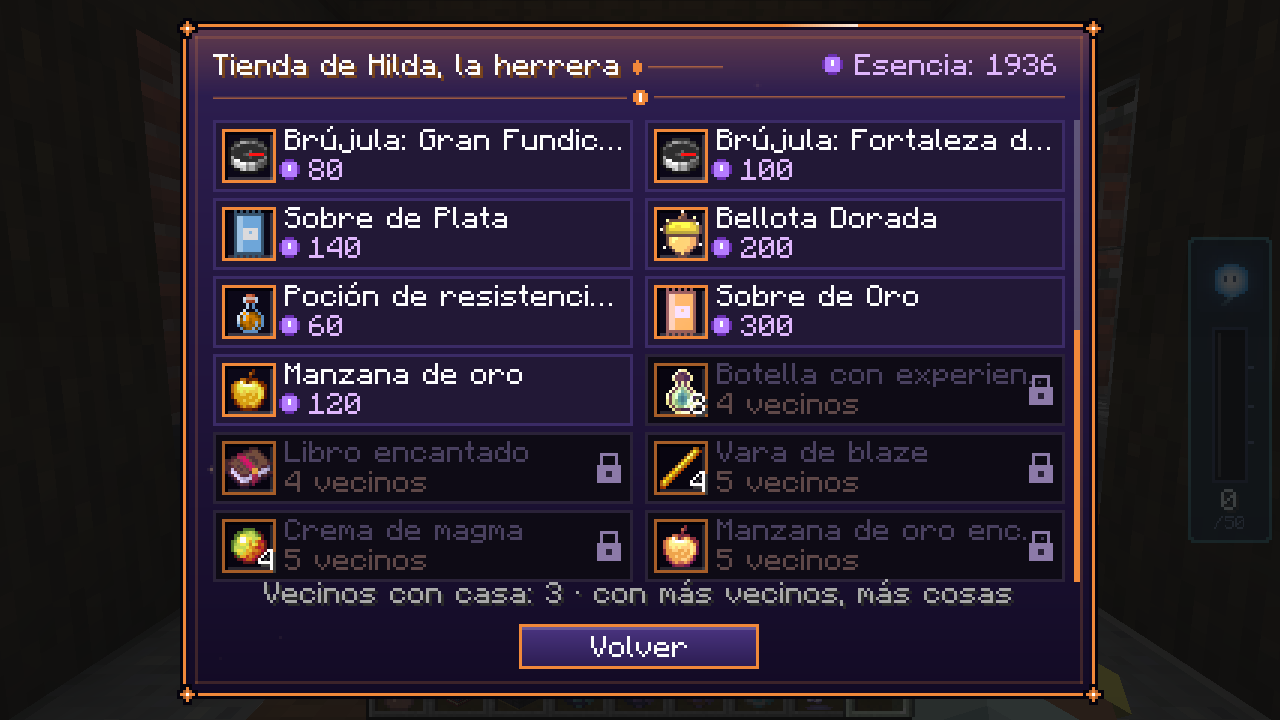 Tienda de Hilda, la herrera
Esencia: 1936
Brújula: Gran Fundic...
80
Brújula: Fortaleza d...
100
Sobre de Plata
140
Bellota Dorada
200
Poción de resistenci...
60
Sobre de Oro
300
Manzana de oro
120
Botella con experien...
8
4 vecinos
Libro encantado
4 vecinos
Vara de blaze
4
5 vecinos
Crema de magma
4
5 vecinos
Manzana de oro enc...
5 vecinos
Vecinos con casa: 3 · con más vecinos, más cosas
Volver
0
/50